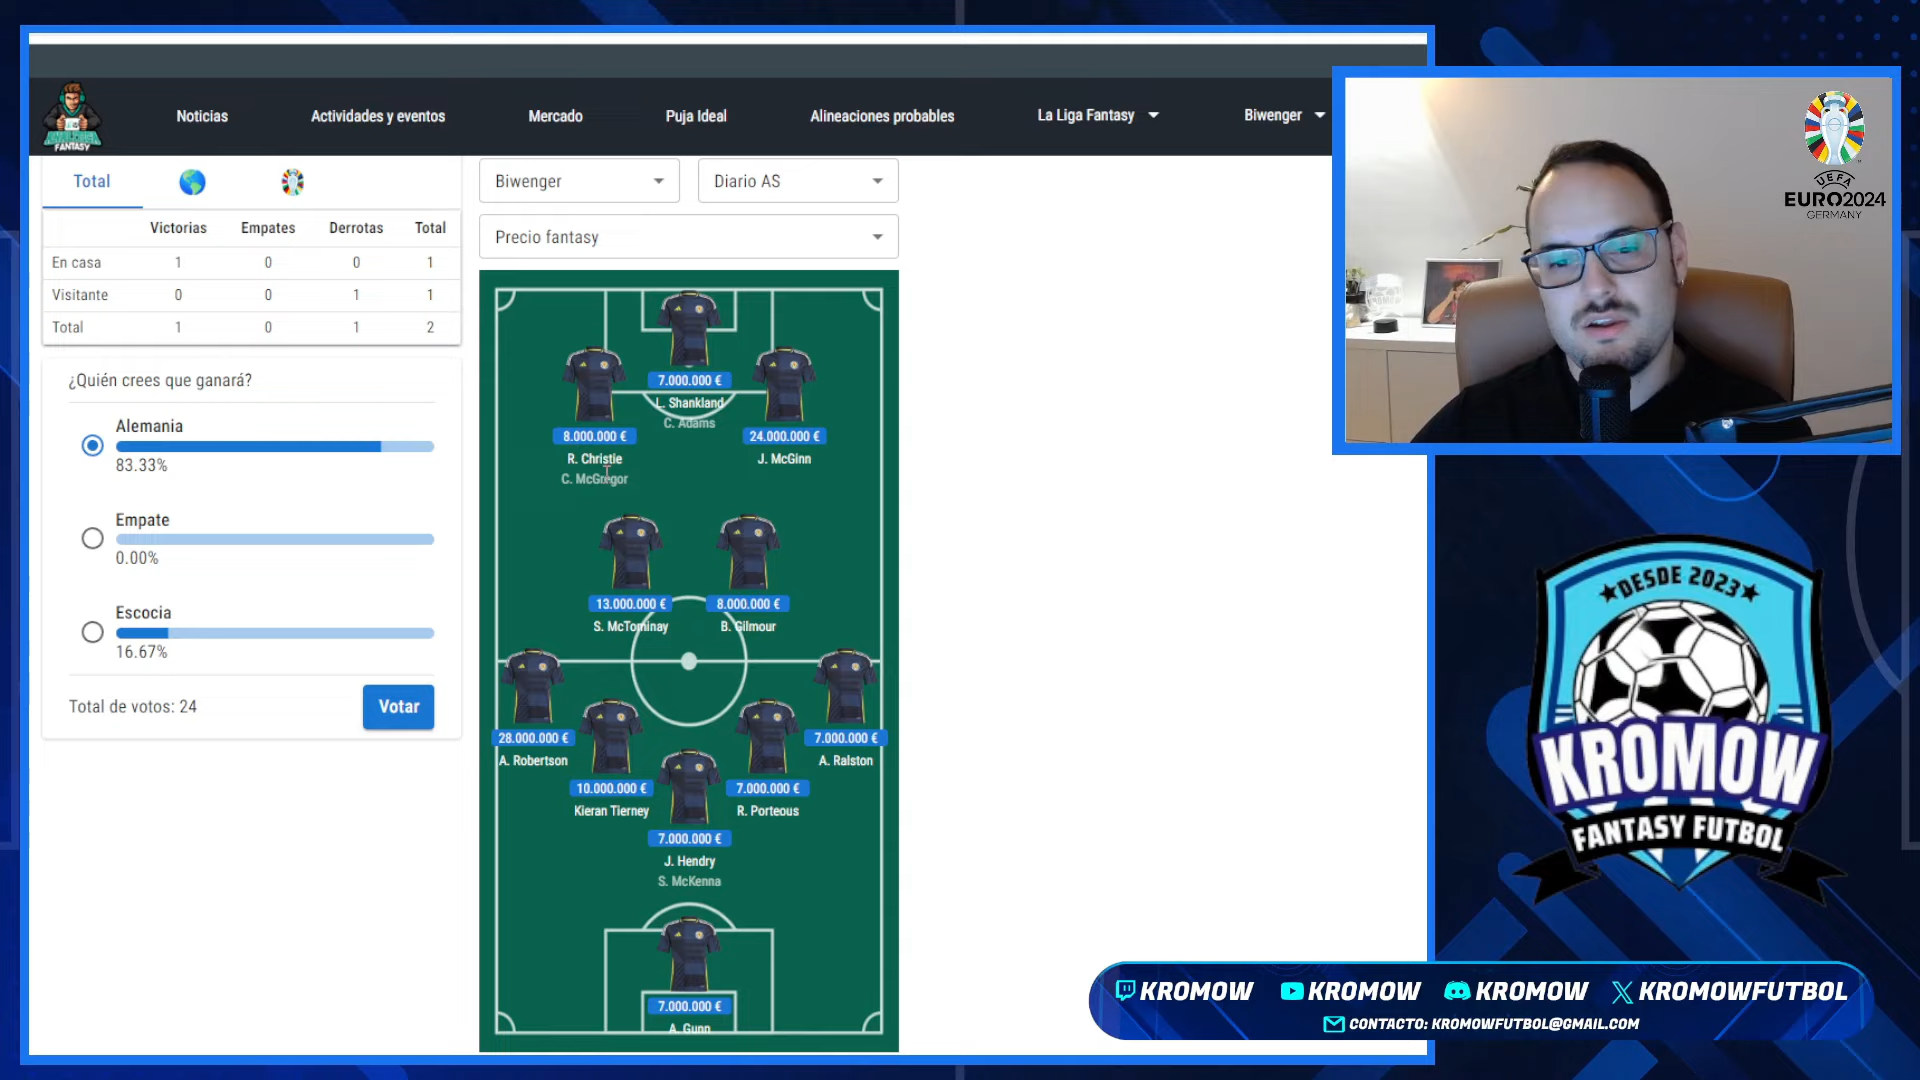 FANTASY
Noticias
Actividades y eventos
Mercado
Puja Ideal
Alineaciones probables
La Liga Fantasy
Biwenger
Total
Victorias Empates Derrotas Total
En casa 1 0 0 1
Visitante 0 0 1 1
Total 1 0 1 2
¿Quién crees que ganará?
Alemania
83.33%
Empate
0.00%
Escocia
16.67%
Total de votos: 24
Votar
Biwenger
Diario AS
Precio fantasy
7.000.000 €
L. Shankland
C. Adams
8.000.000 €
R. Christie
C. McGregor
24.000.000 €
J. McGinn
13.000.000 €
S. McTominay
8.000.000 €
B. Gilmour
28.000.000 €
A. Robertson
10.000.000 €
Kieran Tierney
7.000.000 €
R. Porteous
7.000.000 €
A. Ralston
7.000.000 €
J. Hendry
S. McKenna
7.000.000 €
A. Gunn
UEFA
EURO2024
GERMANY
DESDE 2023
KROMOW
FANTASY FUTBOL
KROMOW
KROMOW
KROMOW
KROMOWFUTBOL
CONTACTO: KROMOWFUTBOL@GMAIL.COM